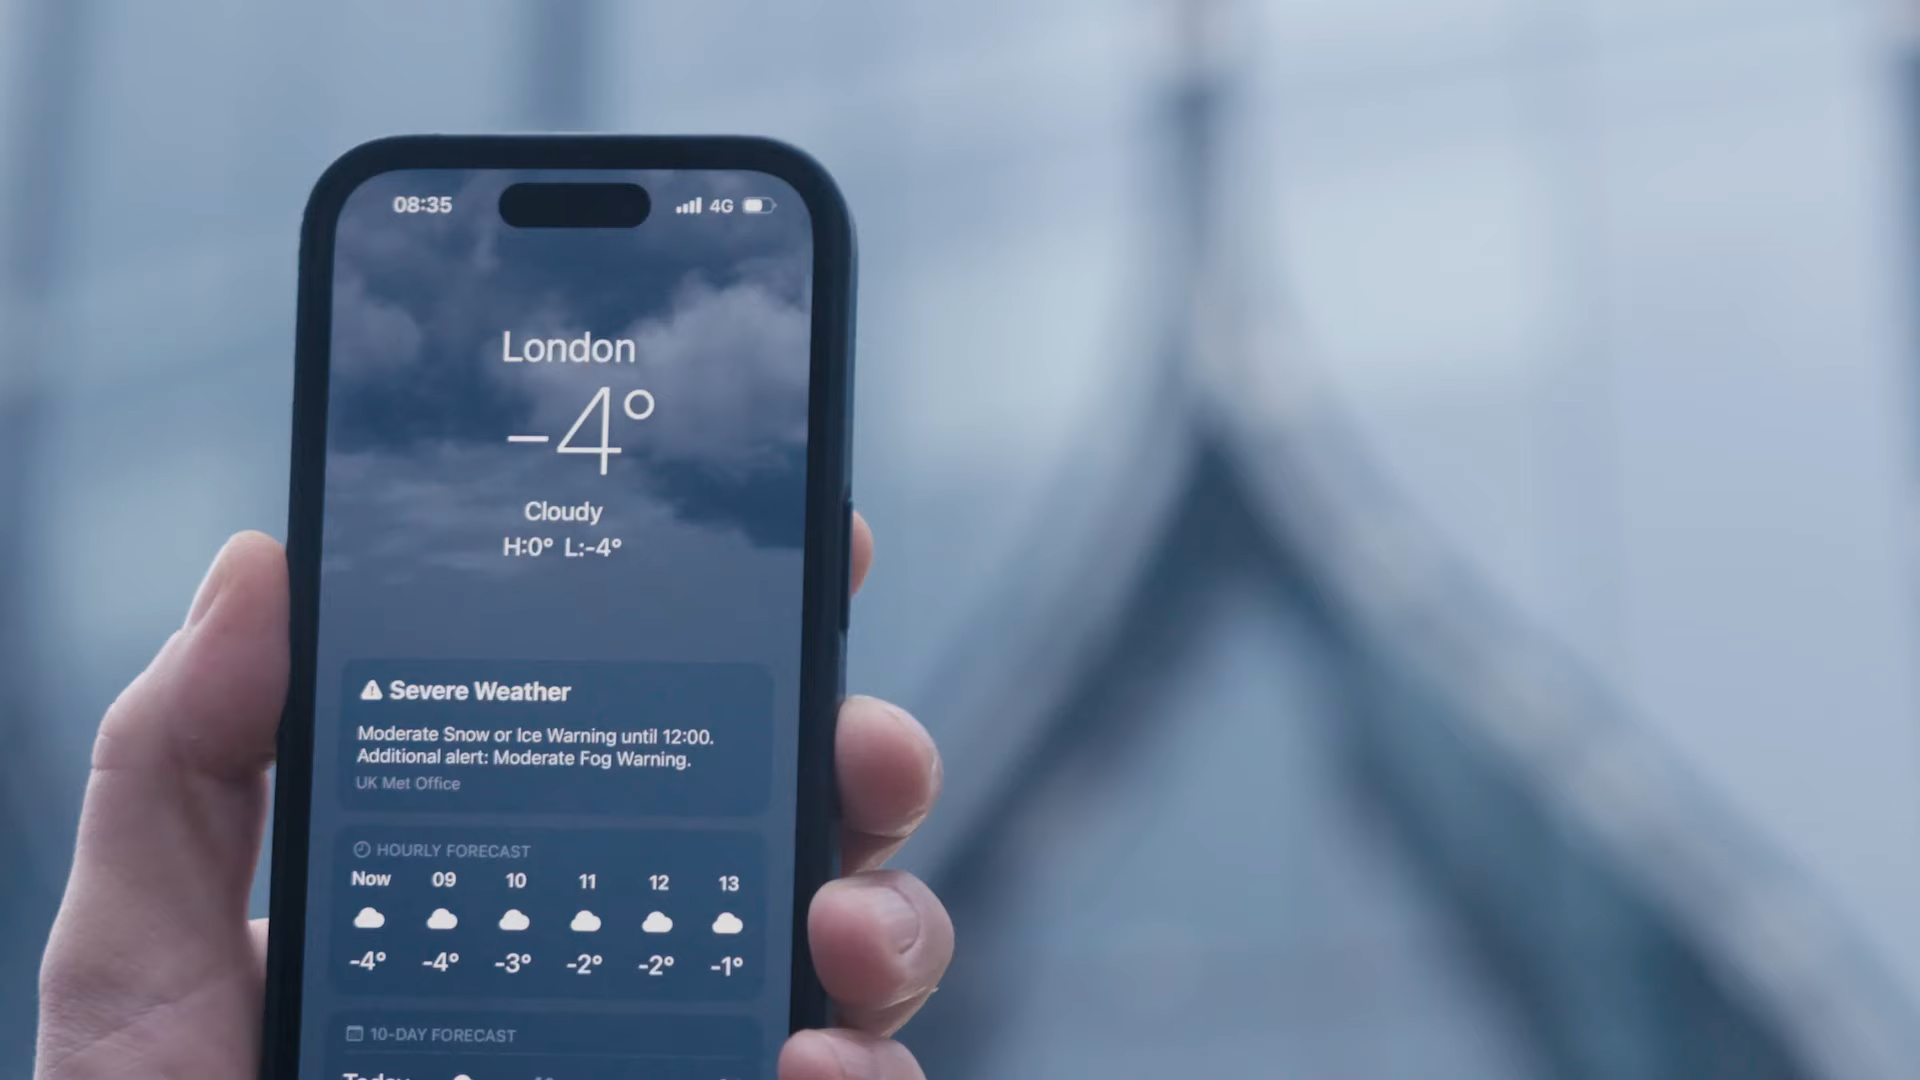 08:35 4G
London
-4°
Cloudy
H:0° L:-4°
Severe Weather
Moderate Snow or Ice Warning until 12:00.
Additional alert: Moderate Fog Warning.
UK Met Office
HOURLY FORECAST
Now 09 10 11 12 13
-4° -4° -3° -2° -2° -1°
10-DAY FORECAST
Today